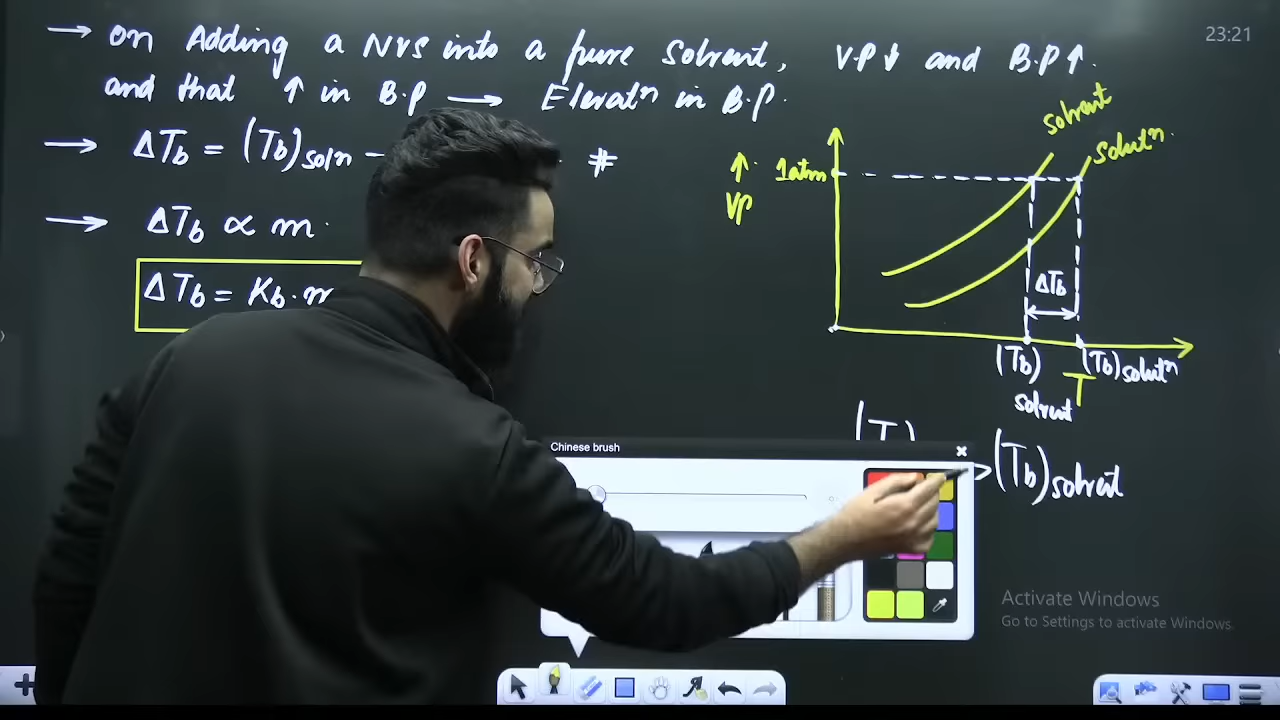 → On Adding a NVS into a pure solvent, VP↓ and B.P↑.
and that ↑ in B.P → Elevatⁿ in B.P.
→ ΔTb = (Tb)solⁿ − #
→ ΔTb ∝ m.
ΔTb = Kb.m
23:21
solvent
solutⁿ.
↑ VP
1atm
ΔTb
(Tb) solvent
(Tb)solutⁿ
T
> (Tb)solvent
Chinese brush
Activate Windows
Go to Settings to activate Windows.